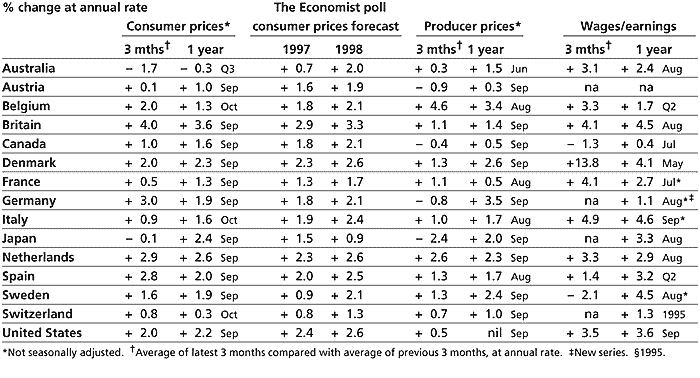 % change at annual rate The Economist poll
Consumer prices* consumer prices forecast Producer prices* Wages/earnings
3 mths† 1 year 1997 1998 3 mths† 1 year 3 mths† 1 year
Australia − 1.7 − 0.3 Q3 + 0.7 + 2.0 + 0.3 + 1.5 Jun + 3.1 + 2.4 Aug
Austria + 0.1 + 1.0 Sep + 1.6 + 1.9 − 0.9 + 0.3 Sep na na
Belgium + 2.0 + 1.3 Oct + 1.8 + 2.1 + 4.6 + 3.4 Aug + 3.3 + 1.7 Q2
Britain + 4.0 + 3.6 Sep + 2.9 + 3.3 + 1.1 + 1.4 Sep + 4.1 + 4.5 Aug
Canada + 1.0 + 1.6 Sep + 1.8 + 2.1 − 0.4 + 0.5 Sep − 1.3 + 0.4 Jul
Denmark + 2.0 + 2.3 Sep + 2.3 + 2.6 + 1.3 + 2.6 Sep +13.8 + 4.1 May
France + 0.5 + 1.3 Sep + 1.3 + 1.7 + 1.1 + 0.5 Aug + 4.1 + 2.7 Jul*
Germany + 3.0 + 1.9 Sep + 1.8 + 2.1 − 0.8 + 3.5 Sep na + 1.1 Aug*‡
Italy + 0.9 + 1.6 Oct + 1.9 + 2.4 + 1.0 + 1.7 Aug + 4.9 + 4.6 Sep*
Japan − 0.1 + 2.4 Sep + 1.5 + 0.9 − 2.4 + 2.0 Sep na + 3.3 Aug
Netherlands + 2.9 + 2.6 Sep + 2.3 + 2.6 + 2.6 + 2.3 Sep + 3.3 + 2.9 Aug
Spain + 2.8 + 2.0 Sep + 2.0 + 2.5 + 1.3 + 1.7 Aug + 1.4 + 3.2 Q2
Sweden + 1.6 + 1.9 Sep + 0.9 + 2.1 + 1.3 + 2.4 Sep − 2.1 + 4.5 Aug*
Switzerland + 0.8 + 0.3 Oct + 0.8 + 1.3 + 0.7 + 1.0 Sep na + 1.3 1995
United States + 2.0 + 2.2 Sep + 2.4 + 2.6 + 0.5 nil Sep + 3.5 + 3.6 Sep
*Not seasonally adjusted. †Average of latest 3 months compared with average of previous 3 months, at annual rate. ‡New series. §1995.